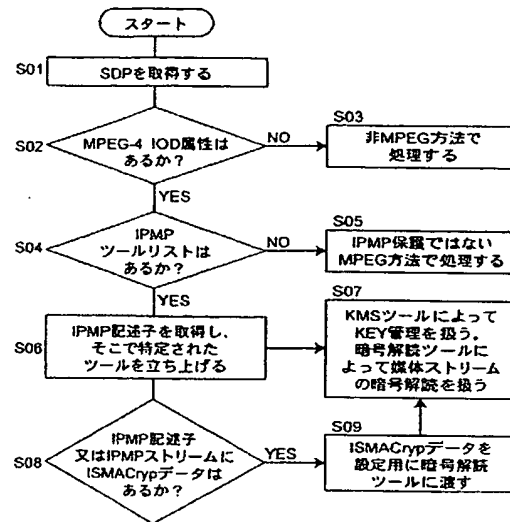 スタート
S01
SDPを取得する
S02
MPEG-4 IOD属性は
あるか?
NO
S03
非MPEG方法で
処理する
YES
S04
IPMP
ツールリストは
あるか?
NO
S05
IPMP保護ではない
MPEG方法で処理する
YES
S06
IPMP記述子を取得し、
そこで特定された
ツールを立ち上げる
S07
KMSツールによって
KEY管理を扱う。
暗号解読ツールに
よって媒体ストリーム
の暗号解読を扱う
S08
IPMP記述子
又はIPMPストリームに
ISMACrypデータは
あるか?
YES
S09
ISMACrypデータを
設定用に暗号解読
ツールに渡す